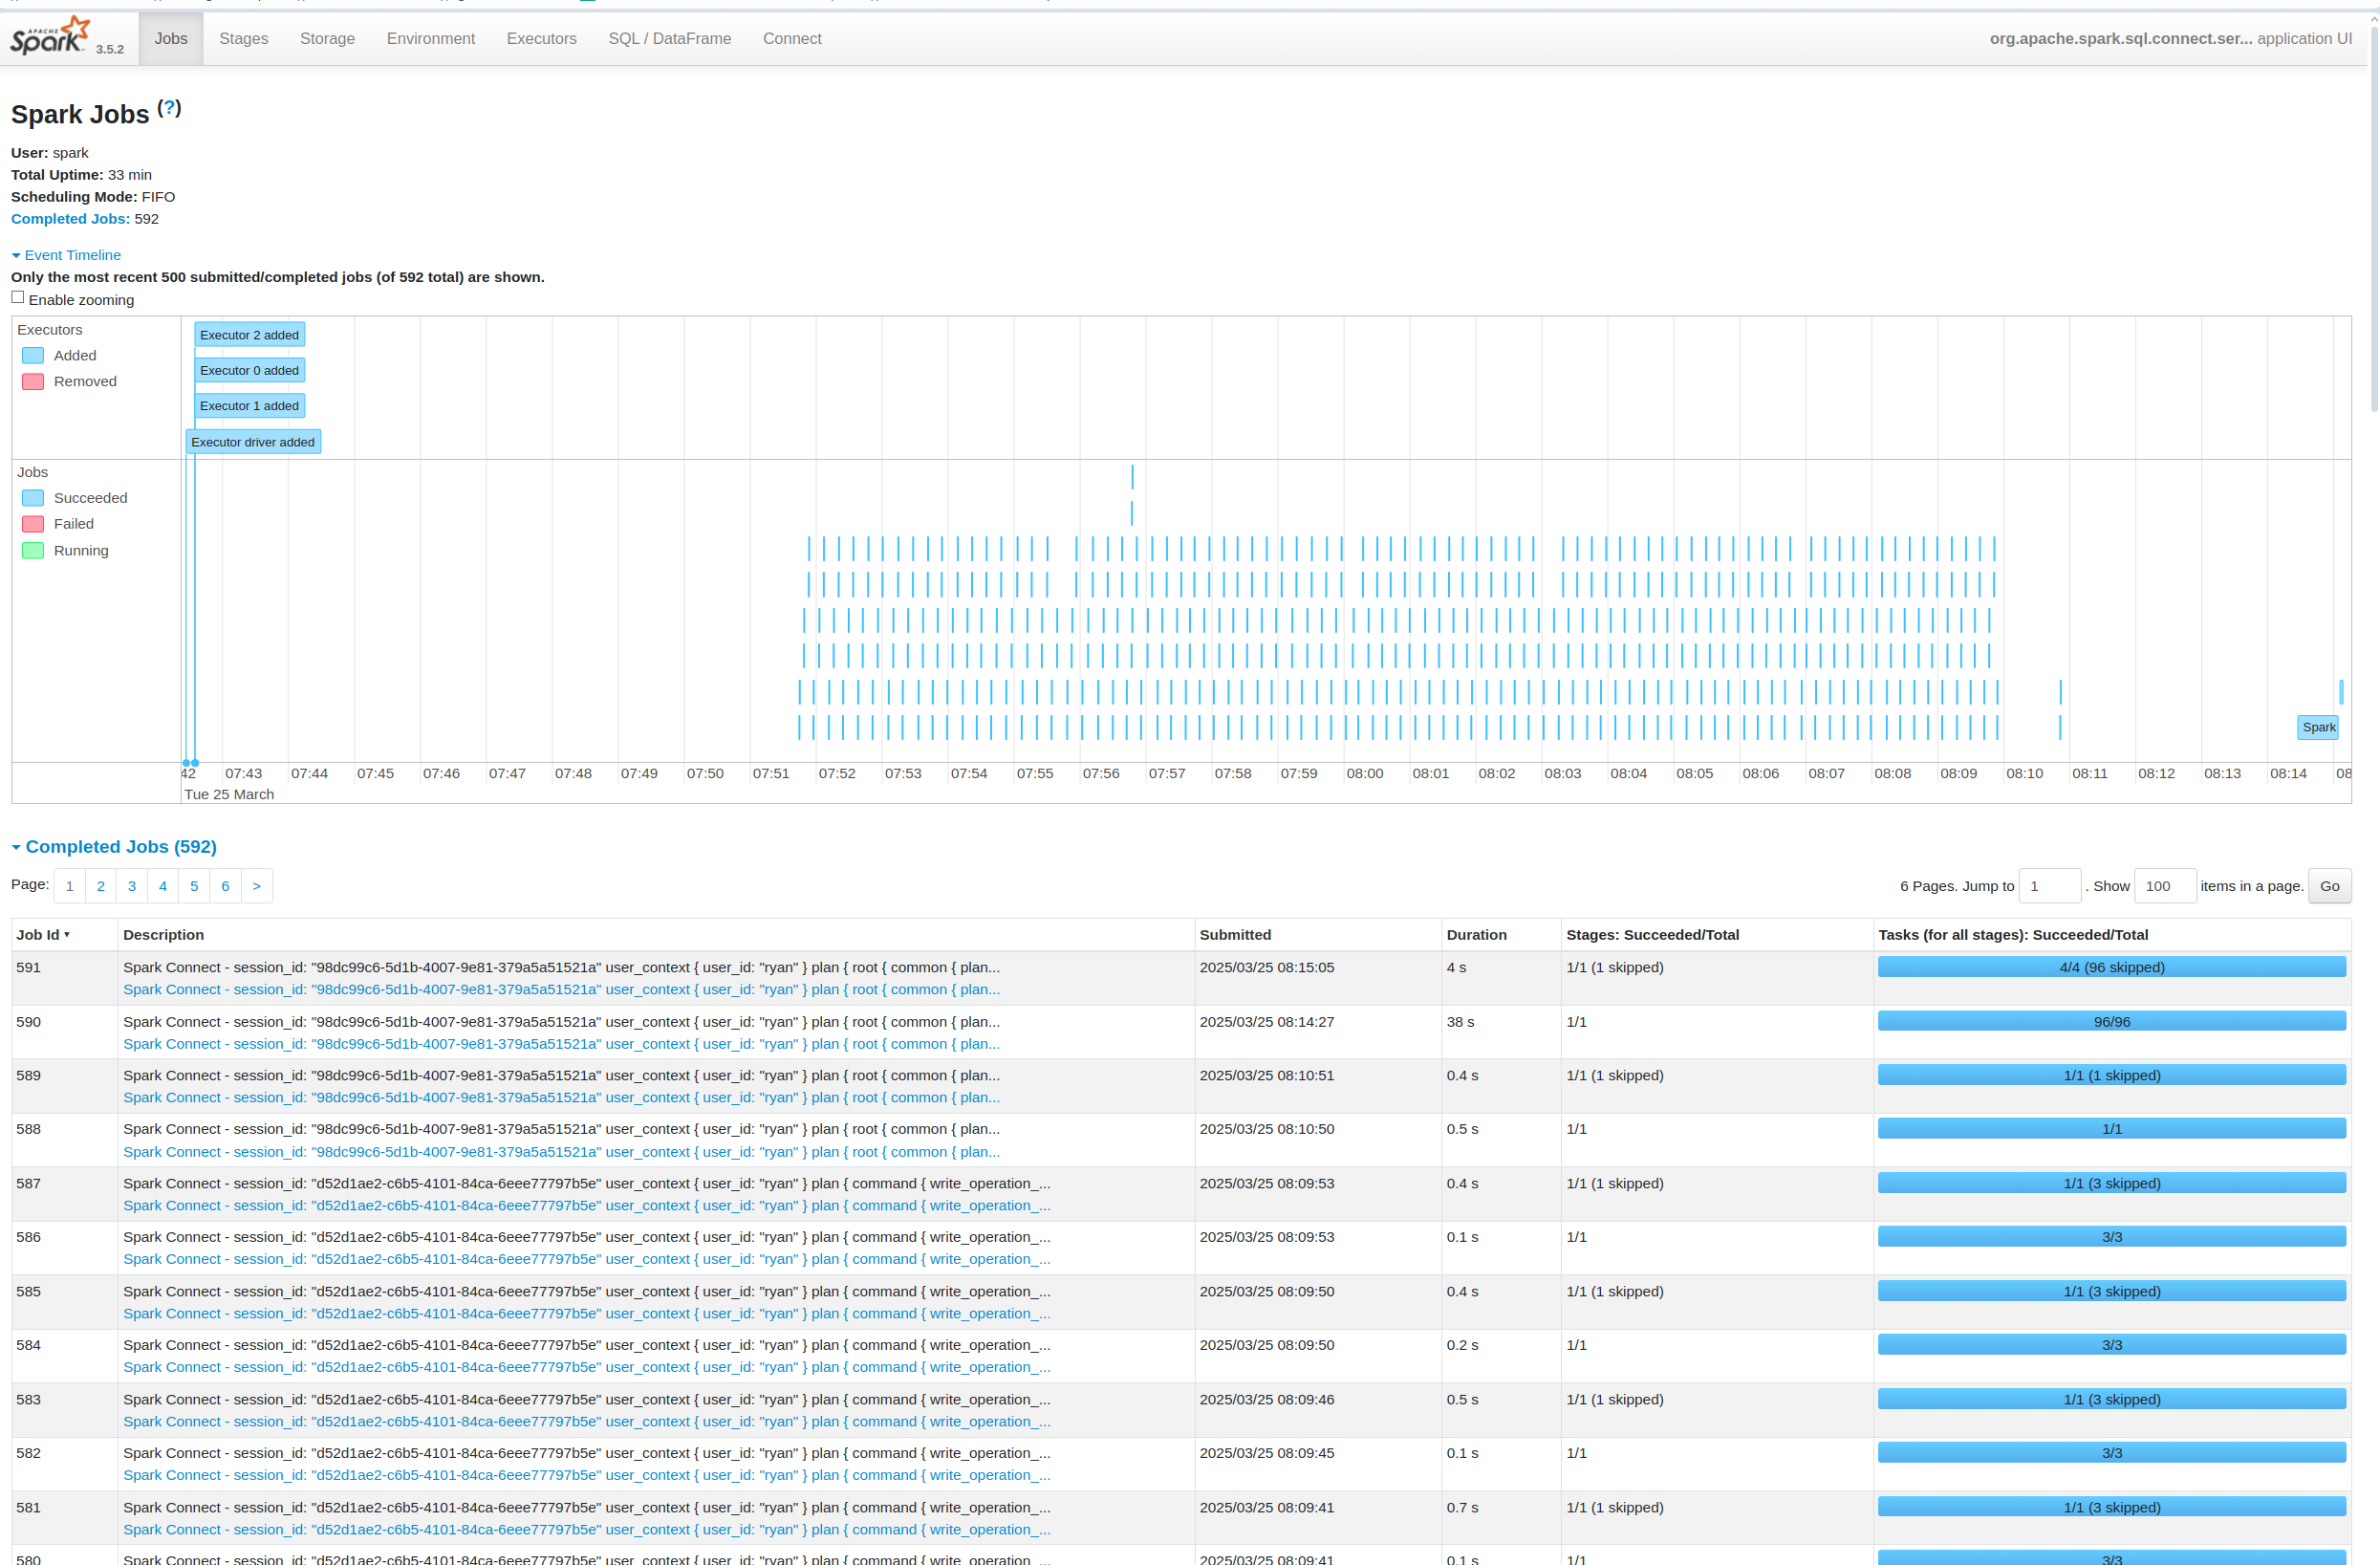 APACHE Spark 3.5.2 Jobs Stages Storage Environment Executors SQL / DataFrame Connect org.apache.spark.sql.connect.ser... application UI
Spark Jobs (?)
User: spark
Total Uptime: 33 min
Scheduling Mode: FIFO
Completed Jobs: 592
Event Timeline
Only the most recent 500 submitted/completed jobs (of 592 total) are shown.
Enable zooming
Executors
Added
Removed
Executor 2 added
Executor 0 added
Executor 1 added
Executor driver added
Jobs
Succeeded
Failed
Running
Spark
42 07:43 07:44 07:45 07:46 07:47 07:48 07:49 07:50 07:51 07:52 07:53 07:54 07:55 07:56 07:57 07:58 07:59 08:00 08:01 08:02 08:03 08:04 08:05 08:06 08:07 08:08 08:09 08:10 08:11 08:12 08:13 08:14 08
Tue 25 March
Completed Jobs (592)
Page: 1 2 3 4 5 6 > 6 Pages. Jump to 1 . Show 100 items in a page. Go
Job Id ▾ Description Submitted Duration Stages: Succeeded/Total Tasks (for all stages): Succeeded/Total
591 Spark Connect - session_id: "98dc99c6-5d1b-4007-9e81-379a5a51521a" user_context { user_id: "ryan" } plan { root { common { plan... 2025/03/25 08:15:05 4 s 1/1 (1 skipped) 4/4 (96 skipped)
Spark Connect - session_id: "98dc99c6-5d1b-4007-9e81-379a5a51521a" user_context { user_id: "ryan" } plan { root { common { plan...
590 Spark Connect - session_id: "98dc99c6-5d1b-4007-9e81-379a5a51521a" user_context { user_id: "ryan" } plan { root { common { plan... 2025/03/25 08:14:27 38 s 1/1 96/96
Spark Connect - session_id: "98dc99c6-5d1b-4007-9e81-379a5a51521a" user_context { user_id: "ryan" } plan { root { common { plan...
589 Spark Connect - session_id: "98dc99c6-5d1b-4007-9e81-379a5a51521a" user_context { user_id: "ryan" } plan { root { common { plan... 2025/03/25 08:10:51 0.4 s 1/1 (1 skipped) 1/1 (1 skipped)
Spark Connect - session_id: "98dc99c6-5d1b-4007-9e81-379a5a51521a" user_context { user_id: "ryan" } plan { root { common { plan...
588 Spark Connect - session_id: "98dc99c6-5d1b-4007-9e81-379a5a51521a" user_context { user_id: "ryan" } plan { root { common { plan... 2025/03/25 08:10:50 0.5 s 1/1 1/1
Spark Connect - session_id: "98dc99c6-5d1b-4007-9e81-379a5a51521a" user_context { user_id: "ryan" } plan { root { common { plan...
587 Spark Connect - session_id: "d52d1ae2-c6b5-4101-84ca-6eee77797b5e" user_context { user_id: "ryan" } plan { command { write_operation_... 2025/03/25 08:09:53 0.4 s 1/1 (1 skipped) 1/1 (3 skipped)
Spark Connect - session_id: "d52d1ae2-c6b5-4101-84ca-6eee77797b5e" user_context { user_id: "ryan" } plan { command { write_operation_...
586 Spark Connect - session_id: "d52d1ae2-c6b5-4101-84ca-6eee77797b5e" user_context { user_id: "ryan" } plan { command { write_operation_... 2025/03/25 08:09:53 0.1 s 1/1 3/3
Spark Connect - session_id: "d52d1ae2-c6b5-4101-84ca-6eee77797b5e" user_context { user_id: "ryan" } plan { command { write_operation_...
585 Spark Connect - session_id: "d52d1ae2-c6b5-4101-84ca-6eee77797b5e" user_context { user_id: "ryan" } plan { command { write_operation_... 2025/03/25 08:09:50 0.4 s 1/1 (1 skipped) 1/1 (3 skipped)
Spark Connect - session_id: "d52d1ae2-c6b5-4101-84ca-6eee77797b5e" user_context { user_id: "ryan" } plan { command { write_operation_...
584 Spark Connect - session_id: "d52d1ae2-c6b5-4101-84ca-6eee77797b5e" user_context { user_id: "ryan" } plan { command { write_operation_... 2025/03/25 08:09:50 0.2 s 1/1 3/3
Spark Connect - session_id: "d52d1ae2-c6b5-4101-84ca-6eee77797b5e" user_context { user_id: "ryan" } plan { command { write_operation_...
583 Spark Connect - session_id: "d52d1ae2-c6b5-4101-84ca-6eee77797b5e" user_context { user_id: "ryan" } plan { command { write_operation_... 2025/03/25 08:09:46 0.5 s 1/1 (1 skipped) 1/1 (3 skipped)
Spark Connect - session_id: "d52d1ae2-c6b5-4101-84ca-6eee77797b5e" user_context { user_id: "ryan" } plan { command { write_operation_...
582 Spark Connect - session_id: "d52d1ae2-c6b5-4101-84ca-6eee77797b5e" user_context { user_id: "ryan" } plan { command { write_operation_... 2025/03/25 08:09:45 0.1 s 1/1 3/3
Spark Connect - session_id: "d52d1ae2-c6b5-4101-84ca-6eee77797b5e" user_context { user_id: "ryan" } plan { command { write_operation_...
581 Spark Connect - session_id: "d52d1ae2-c6b5-4101-84ca-6eee77797b5e" user_context { user_id: "ryan" } plan { command { write_operation_... 2025/03/25 08:09:41 0.7 s 1/1 (1 skipped) 1/1 (3 skipped)
Spark Connect - session_id: "d52d1ae2-c6b5-4101-84ca-6eee77797b5e" user_context { user_id: "ryan" } plan { command { write_operation_...
580 Spark Connect - session_id: "d52d1ae2-c6b5-4101-84ca-6eee77797b5e" user_context { user_id: "ryan" } plan { command { write_operation_... 2025/03/25 08:09:41 0.1 s 1/1 3/3